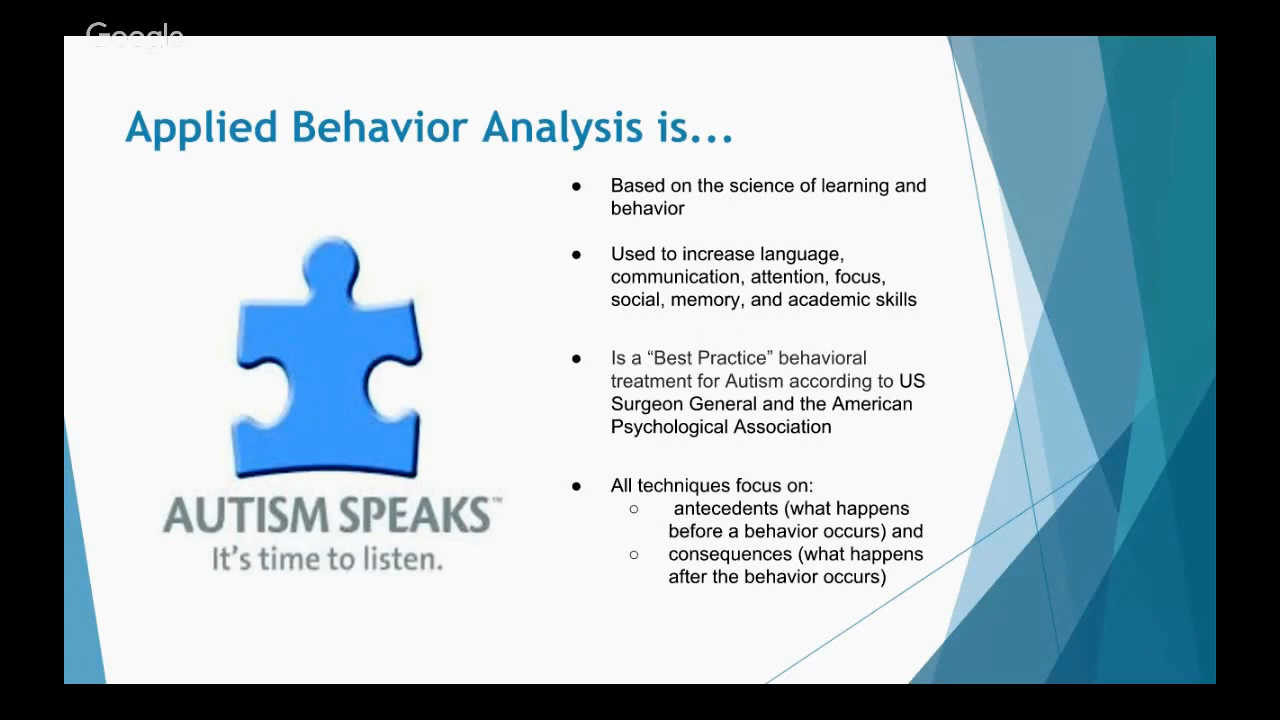 Google
Applied Behavior Analysis is...
● Based on the science of learning and
behavior
● Used to increase language,
communication, attention, focus,
social, memory, and academic skills
● Is a “Best Practice” behavioral
treatment for Autism according to US
Surgeon General and the American
Psychological Association
● All techniques focus on:
○ antecedents (what happens
before a behavior occurs) and
○ consequences (what happens
after the behavior occurs)
AUTISM SPEAKS™
It’s time to listen.